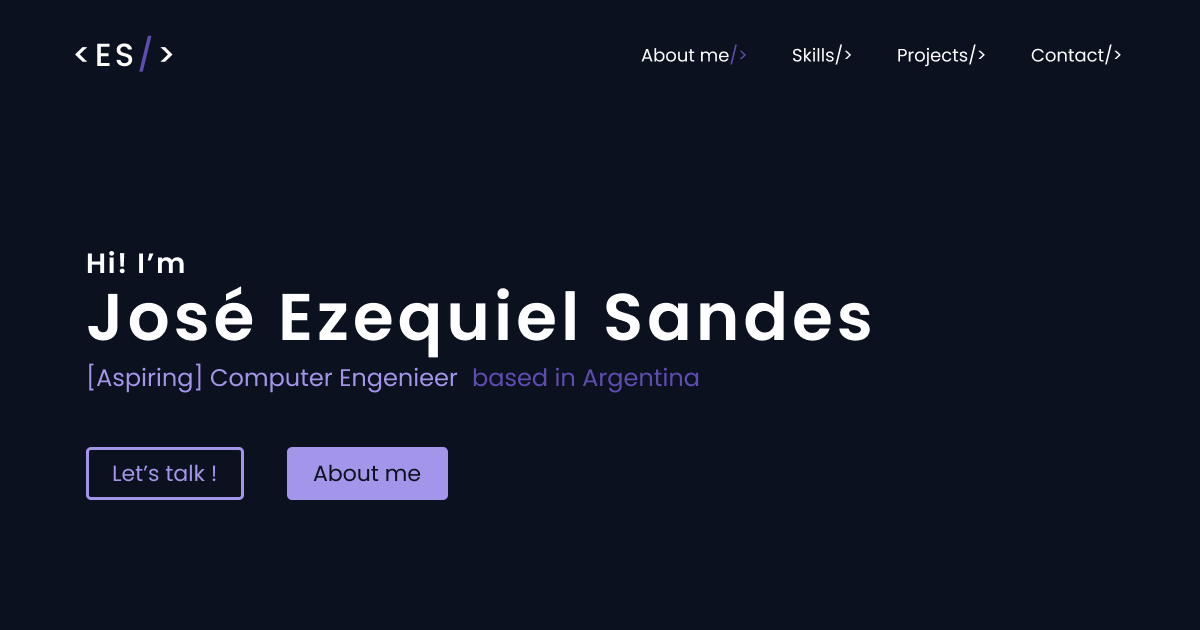 <ES/>
About me/> Skills/> Projects/> Contact/>
Hi! I’m
José Ezequiel Sandes
[Aspiring] Computer Engenieer based in Argentina
Let’s talk ! About me